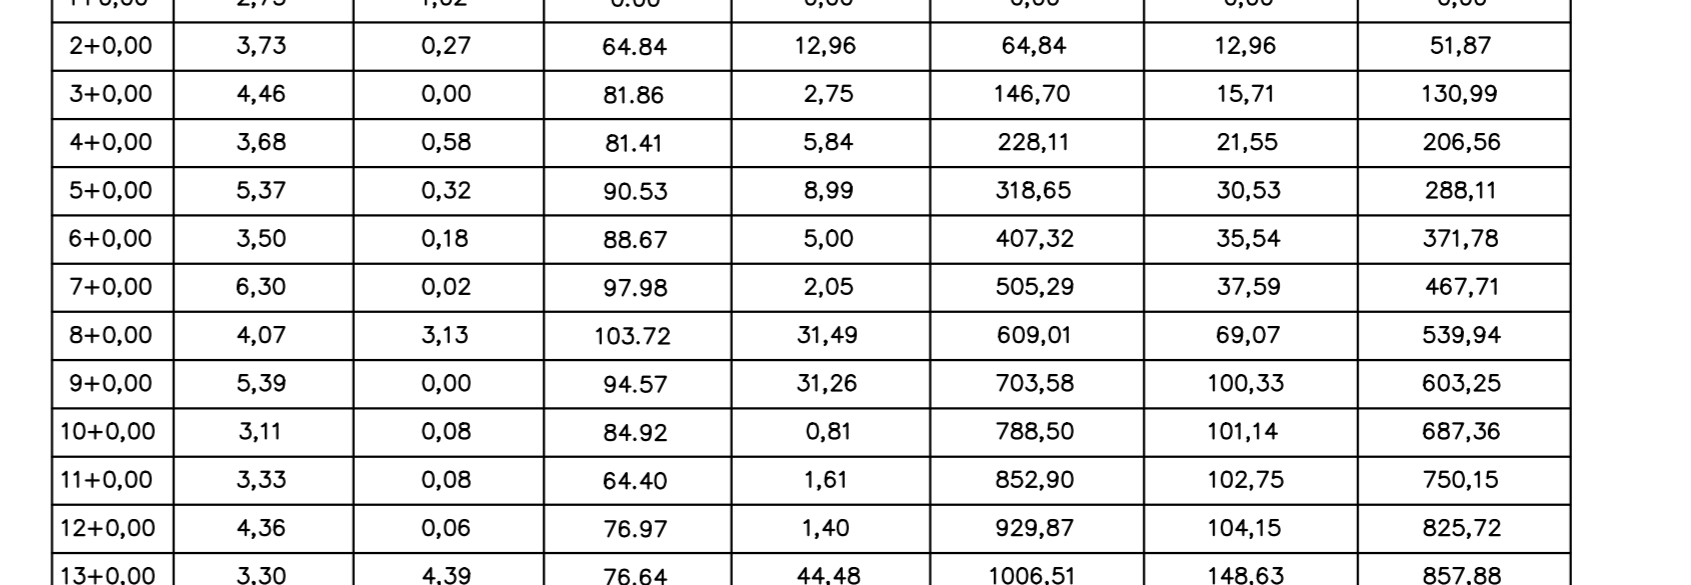 2+0,00 3,73 0,27 64.84 12,96 64,84 12,96 51,87
3+0,00 4,46 0,00 81.86 2,75 146,70 15,71 130,99
4+0,00 3,68 0,58 81.41 5,84 228,11 21,55 206,56
5+0,00 5,37 0,32 90.53 8,99 318,65 30,53 288,11
6+0,00 3,50 0,18 88.67 5,00 407,32 35,54 371,78
7+0,00 6,30 0,02 97.98 2,05 505,29 37,59 467,71
8+0,00 4,07 3,13 103.72 31,49 609,01 69,07 539,94
9+0,00 5,39 0,00 94.57 31,26 703,58 100,33 603,25
10+0,00 3,11 0,08 84.92 0,81 788,50 101,14 687,36
11+0,00 3,33 0,08 64.40 1,61 852,90 102,75 750,15
12+0,00 4,36 0,06 76.97 1,40 929,87 104,15 825,72
13+0,00 3,30 4,39 76.64 44,48 1006,51 148,63 857,88